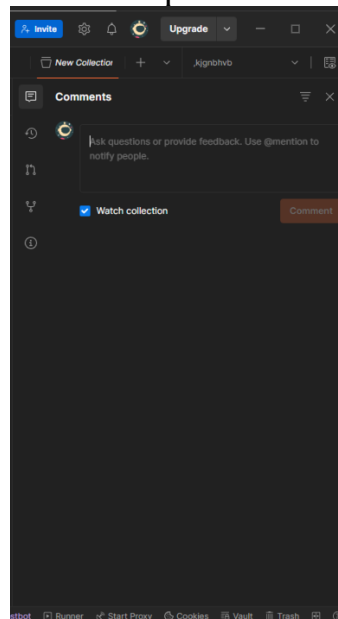 Invite
Upgrade
New Collection
,kjgnbhvb
Comments
Ask questions or provide feedback. Use @mention to
notify people.
Watch collection
Comment
stbot Runner Start Proxy Cookies Vault Trash